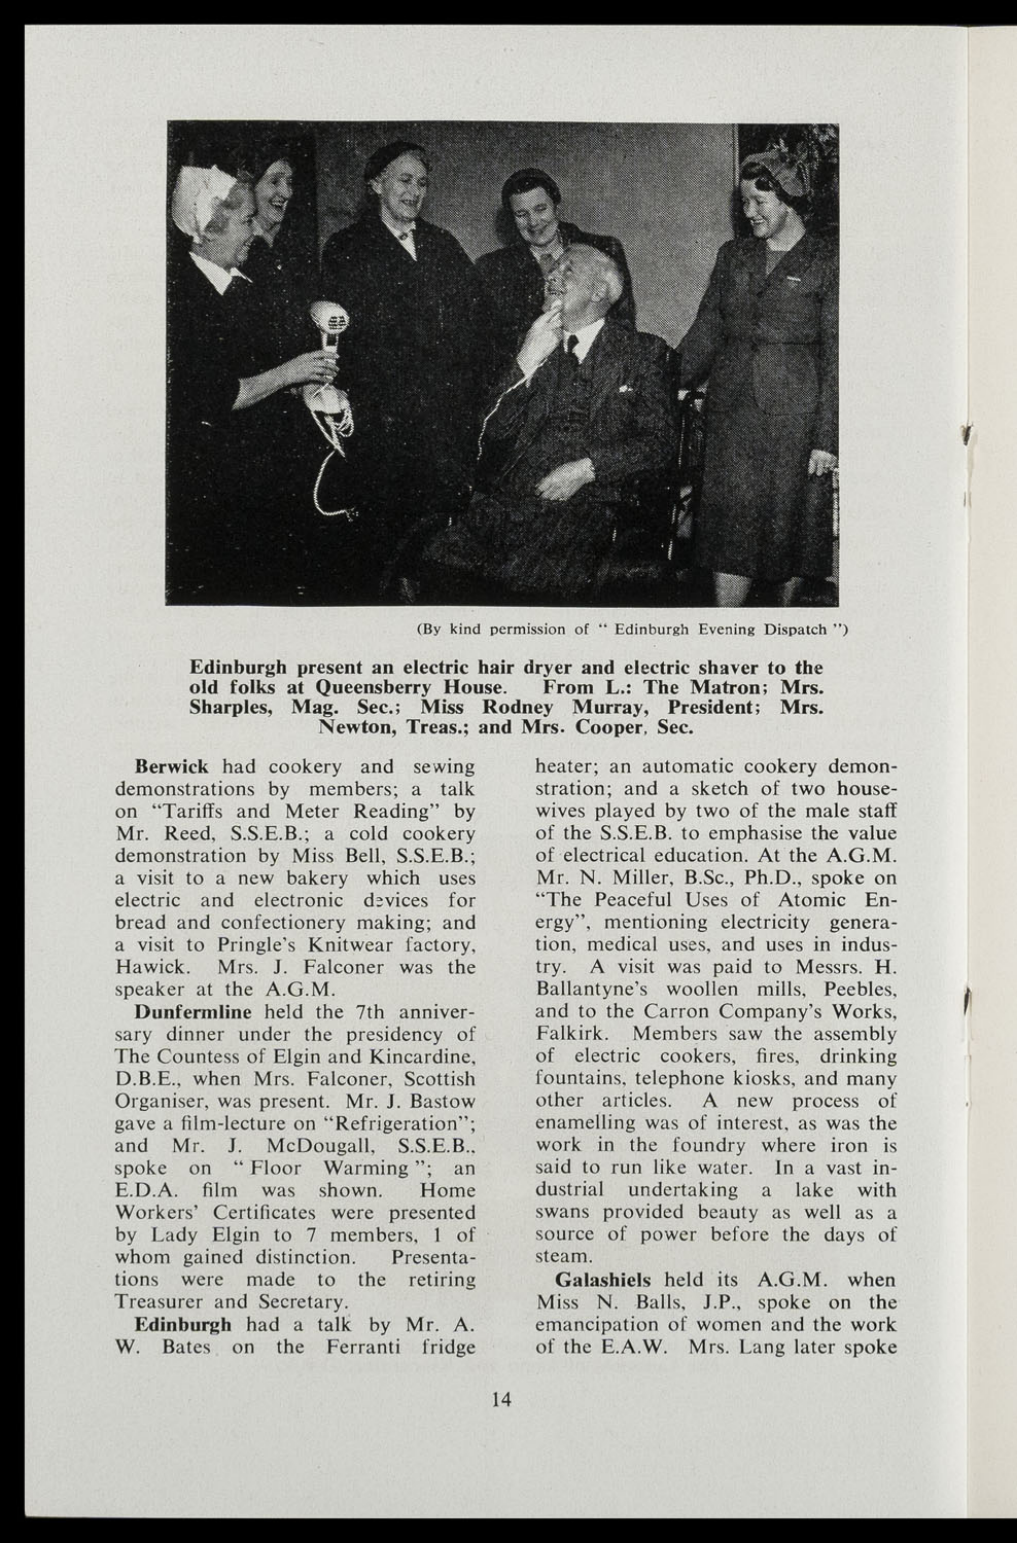 (By kind permission of “ Edinburgh Evening Dispatch ”)
Edinburgh present an electric hair dryer and electric shaver to the
old folks at Queensberry House. From L.: The Matron; Mrs.
Sharples, Mag. Sec.; Miss Rodney Murray, President; Mrs.
Newton, Treas.; and Mrs. Cooper, Sec.
Berwick had cookery and sewing
demonstrations by members; a talk
on “Tariffs and Meter Reading” by
Mr. Reed, S.S.E.B.; a cold cookery
demonstration by Miss Bell, S.S.E.B.;
a visit to a new bakery which uses
electric and electronic devices for
bread and confectionery making; and
a visit to Pringle’s Knitwear factory,
Hawick. Mrs. J. Falconer was the
speaker at the A.G.M.
Dunfermline held the 7th anniver-
sary dinner under the presidency of
The Countess of Elgin and Kincardine,
D.B.E., when Mrs. Falconer, Scottish
Organiser, was present. Mr. J. Bastow
gave a film-lecture on “Refrigeration”;
and Mr. J. McDougall, S.S.E.B.,
spoke on “ Floor Warming ”; an
E.D.A. film was shown. Home
Workers’ Certificates were presented
by Lady Elgin to 7 members, 1 of
whom gained distinction. Presenta-
tions were made to the retiring
Treasurer and Secretary.
Edinburgh had a talk by Mr. A.
W. Bates on the Ferranti fridge
heater; an automatic cookery demon-
stration; and a sketch of two house-
wives played by two of the male staff
of the S.S.E.B. to emphasise the value
of electrical education. At the A.G.M.
Mr. N. Miller, B.Sc., Ph.D., spoke on
“The Peaceful Uses of Atomic En-
ergy”, mentioning electricity genera-
tion, medical uses, and uses in indus-
try. A visit was paid to Messrs. H.
Ballantyne’s woollen mills, Peebles,
and to the Carron Company’s Works,
Falkirk. Members saw the assembly
of electric cookers, fires, drinking
fountains, telephone kiosks, and many
other articles. A new process of
enamelling was of interest, as was the
work in the foundry where iron is
said to run like water. In a vast in-
dustrial undertaking a lake with
swans provided beauty as well as a
source of power before the days of
steam.
Galashiels held its A.G.M. when
Miss N. Balls, J.P., spoke on the
emancipation of women and the work
of the E.A.W. Mrs. Lang later spoke
14